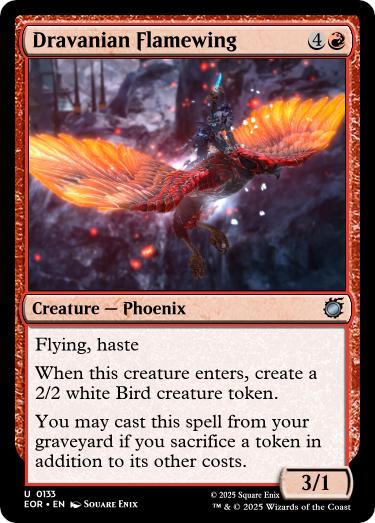 Dravanian Flamewing 4
Creature — Phoenix
Flying, haste
When this creature enters, create a
2/2 white Bird creature token.
You may cast this spell from your
graveyard if you sacrifice a token in
addition to its other costs.
3/1
U 0133
EOR • EN SQUARE ENIX
© 2025 Square Enix
™ & © 2025 Wizards of the Coast